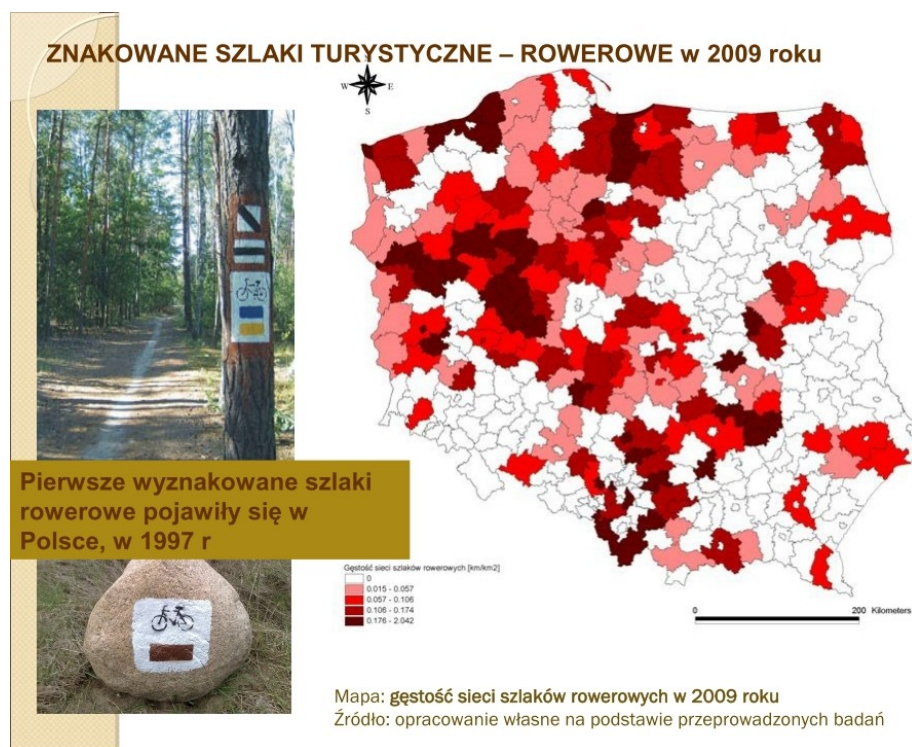 ZNAKOWANE SZLAKI TURYSTYCZNE – ROWEROWE w 2009 roku
N
W E
S
Pierwsze wyznakowane szlaki
rowerowe pojawiły się w
Polsce, w 1997 r
Gęstość sieci szlaków rowerowych [km/km2]
0
0.015 - 0.057
0.057 - 0.106
0.106 - 0.174
0.176 - 2.042
0 200 Kilometers
Mapa: gęstość sieci szlaków rowerowych w 2009 roku
Źródło: opracowanie własne na podstawie przeprowadzonych badań